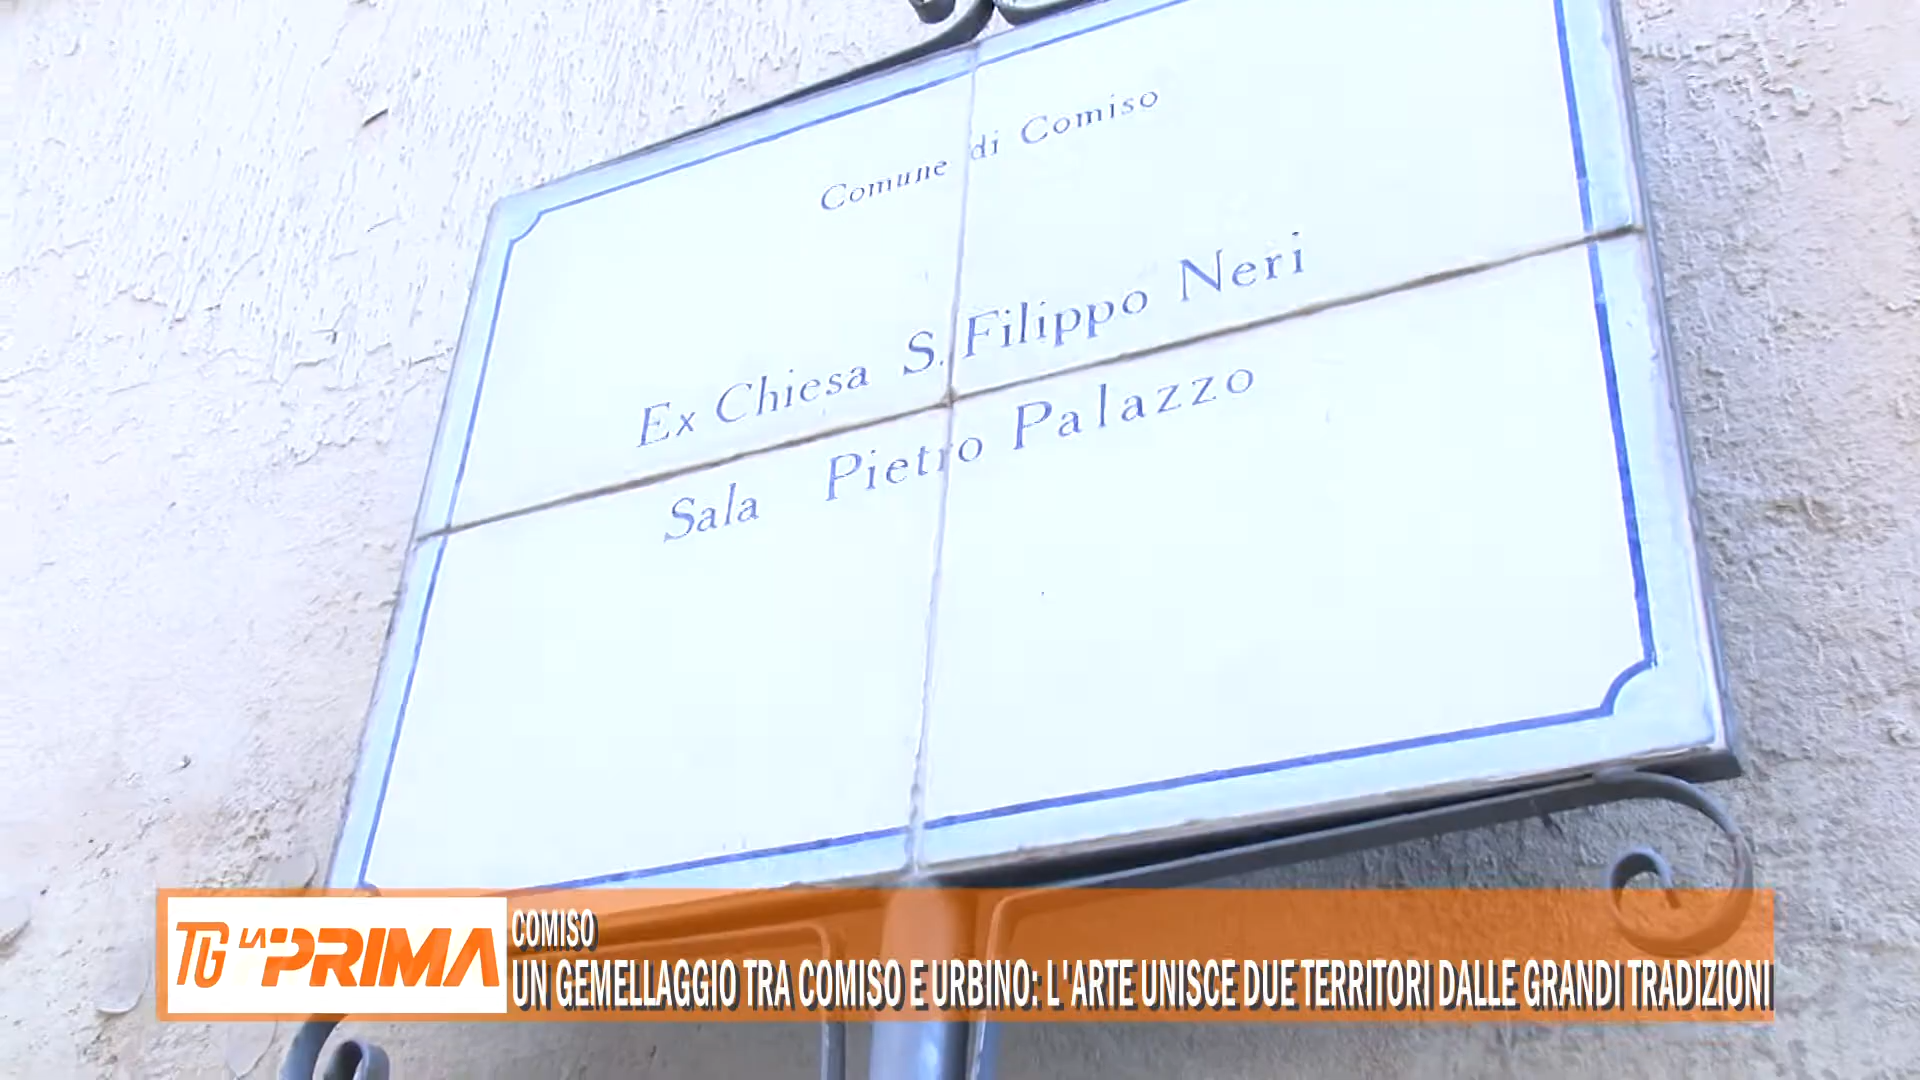 Comune di Comiso
Ex Chiesa S. Filippo Neri
Sala Pietro Palazzo
TG LA PRIMA
COMISO
UN GEMELLAGGIO TRA COMISO E URBINO: L'ARTE UNISCE DUE TERRITORI DALLE GRANDI TRADIZIONI